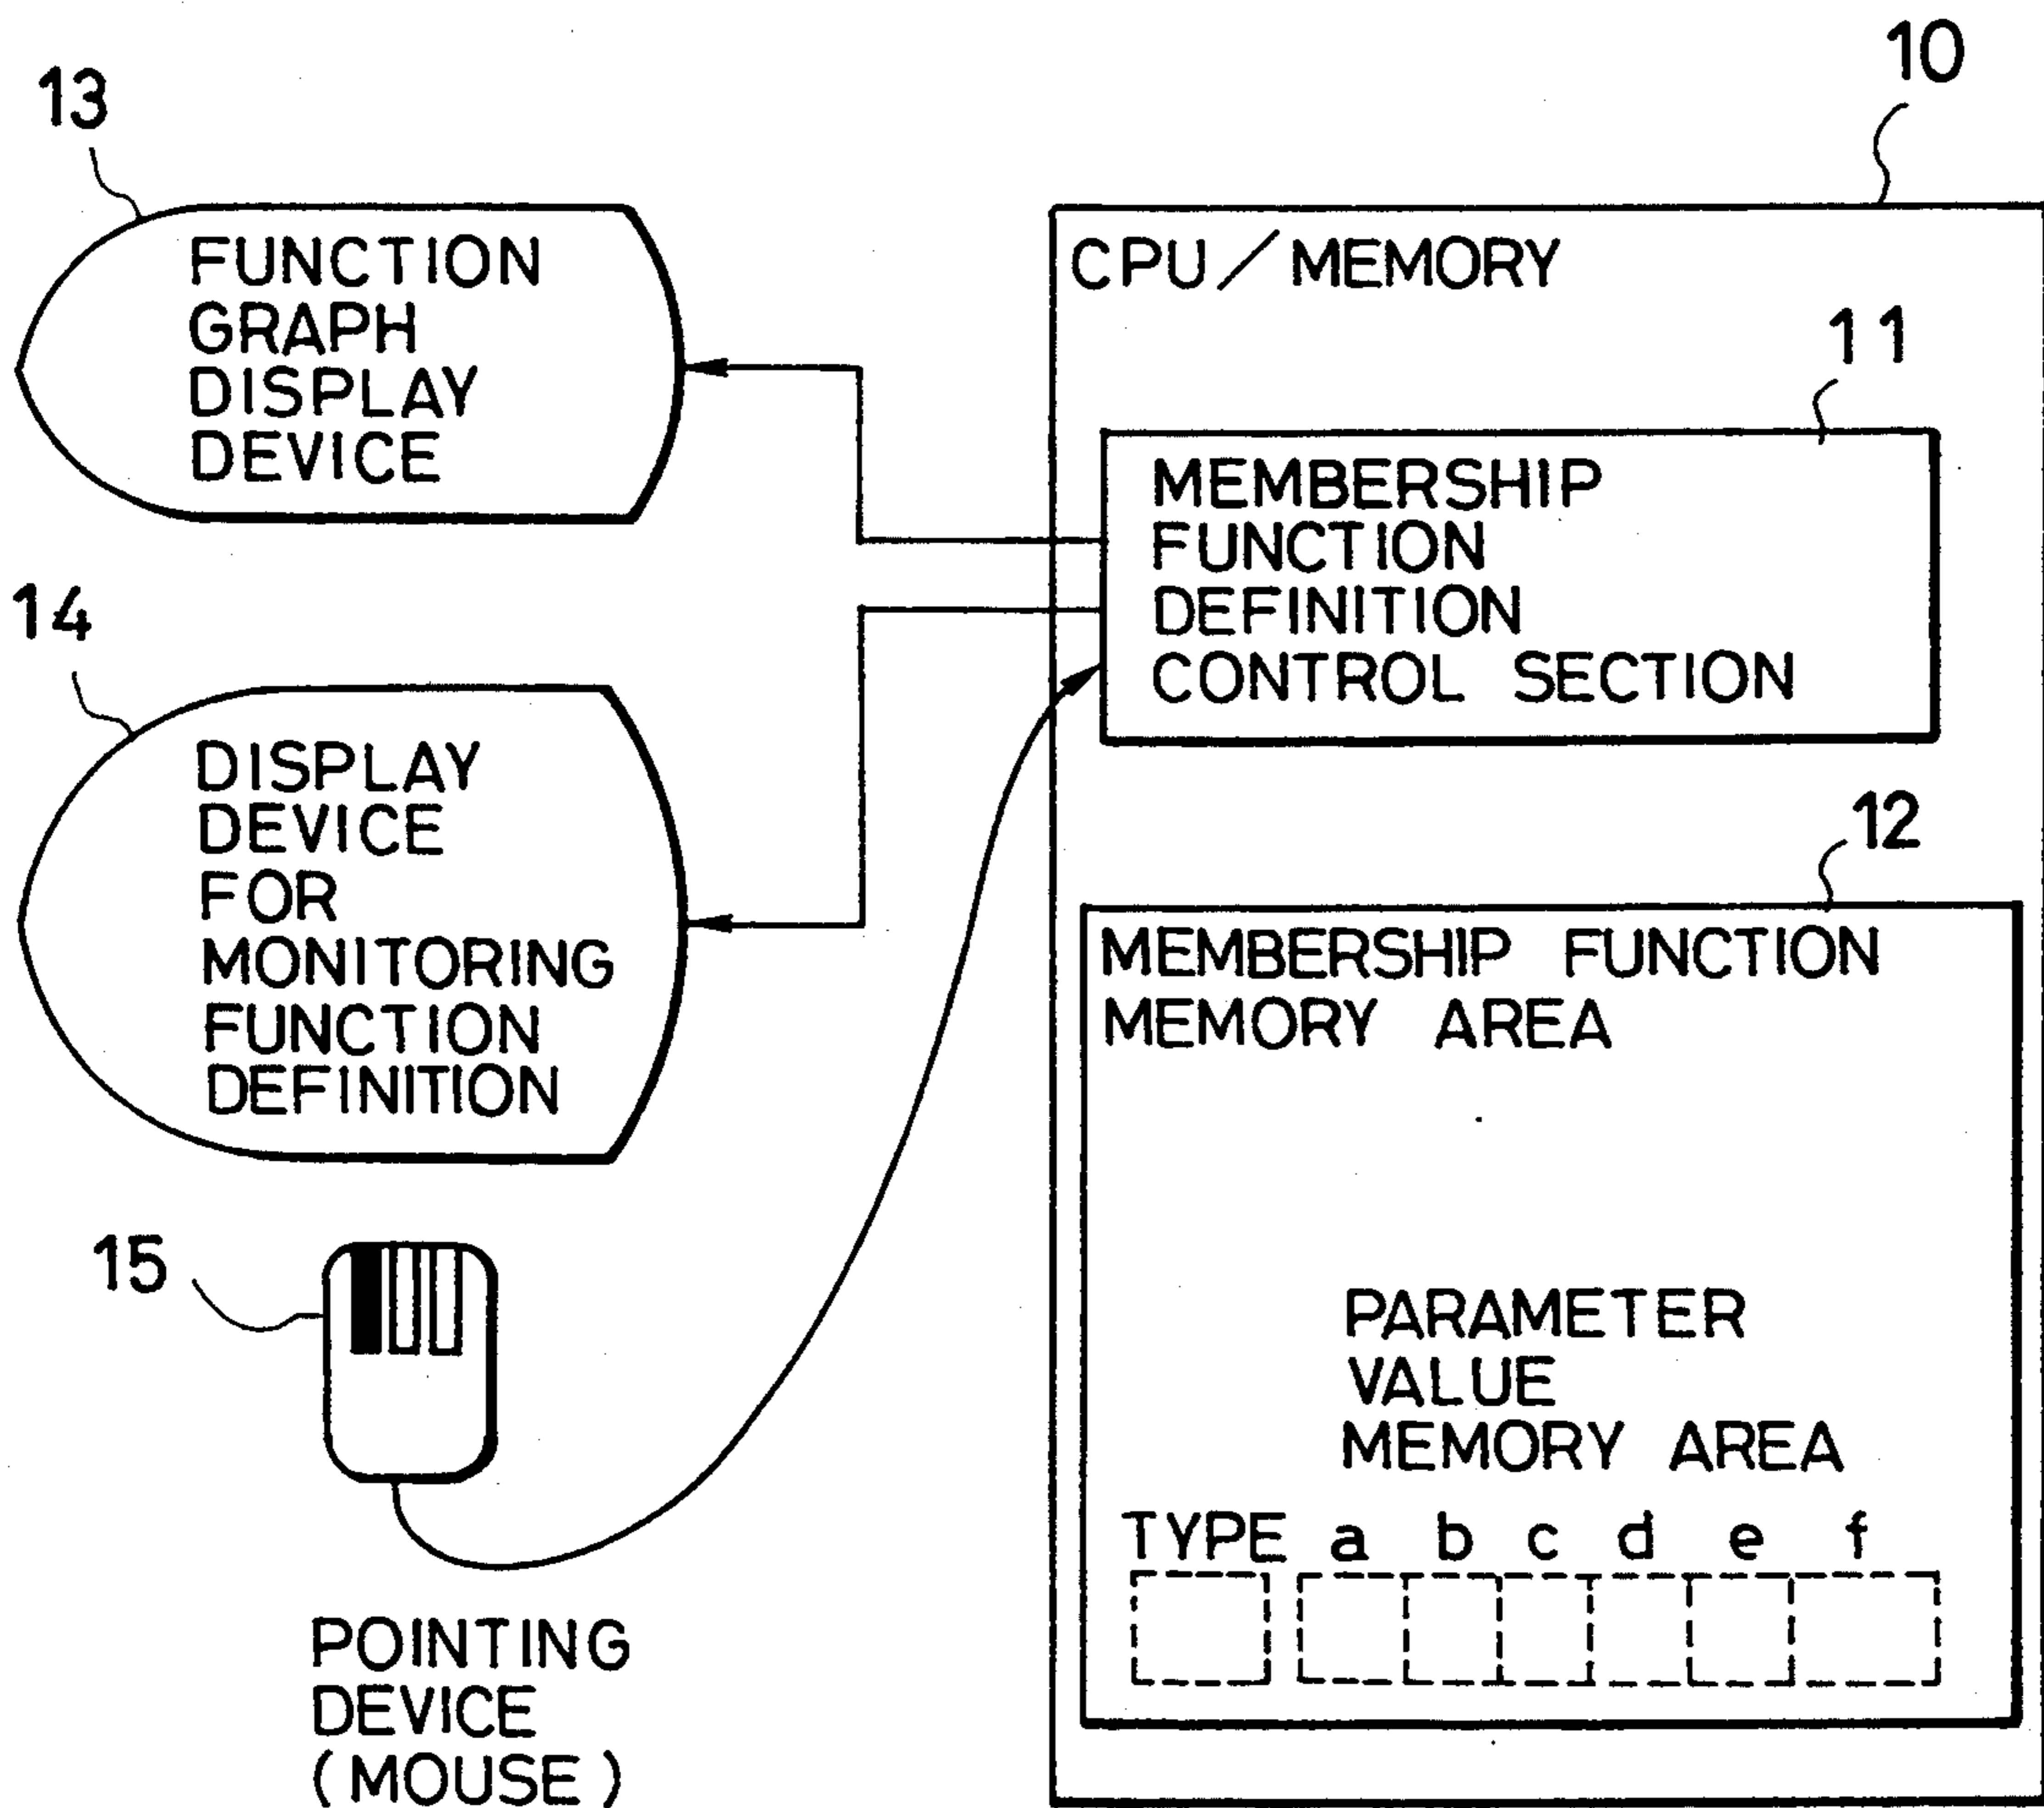 10
13
FUNCTION
GRAPH
DISPLAY
DEVICE
CPU/MEMORY
11
MEMBERSHIP
FUNCTION
DEFINITION
CONTROL SECTION
14
DISPLAY
DEVICE
FOR
MONITORING
FUNCTION
DEFINITION
12
MEMBERSHIP FUNCTION
MEMORY AREA
PARAMETER
VALUE
MEMORY AREA
TYPE a b c d e f
15
POINTING
DEVICE
(MOUSE)